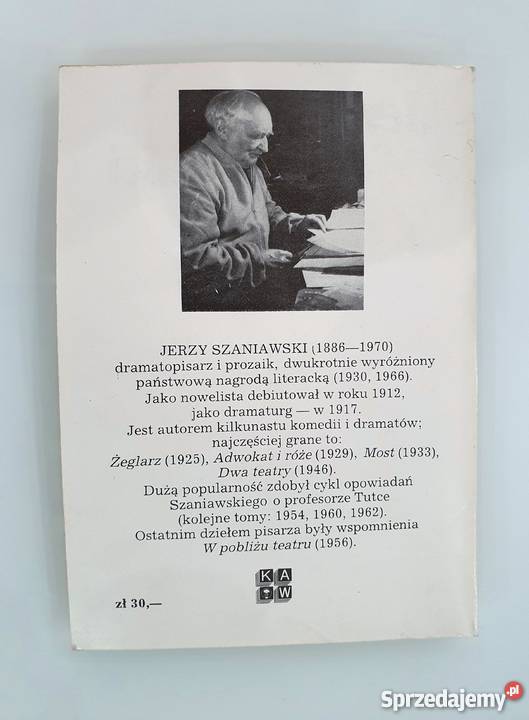 JERZY SZANIAWSKI (1886—1970)
dramatopisarz i prozaik, dwukrotnie wyróżniony
państwową nagrodą literacką (1930, 1966).
Jako nowelista debiutował w roku 1912,
jako dramaturg — w 1917.
Jest autorem kilkunastu komedii i dramatów;
najczęściej grane to:
Żeglarz (1925), Adwokat i róże (1929), Most (1933),
Dwa teatry (1946).
Dużą popularność zdobył cykl opowiadań
Szaniawskiego o profesorze Tutce
(kolejne tomy: 1954, 1960, 1962).
Ostatnim dziełem pisarza były wspomnienia
W pobliżu teatru (1956).
K A
W
zł 30,—
Sprzedajemy.pl